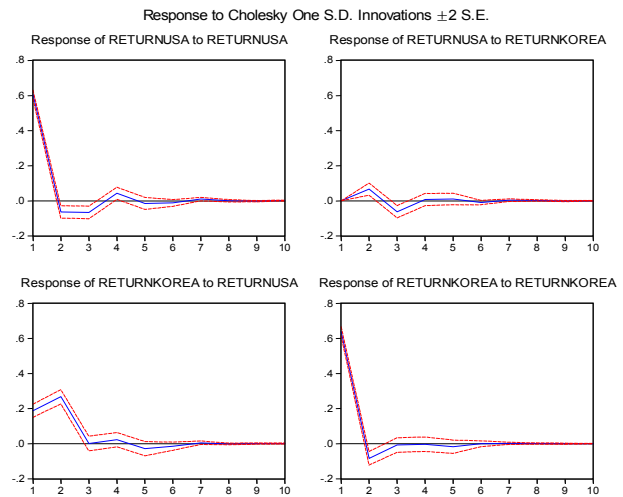 Response to Cholesky One S.D. Innovations ±2 S.E.
Response of RETURNUSA to RETURNUSA
.8
.6
.4
.2
.0
-.2
1 2 3 4 5 6 7 8 9 10
Response of RETURNUSA to RETURNKOREA
.8
.6
.4
.2
.0
-.2
1 2 3 4 5 6 7 8 9 10
Response of RETURNKOREA to RETURNUSA
.8
.6
.4
.2
.0
-.2
1 2 3 4 5 6 7 8 9 10
Response of RETURNKOREA to RETURNKOREA
.8
.6
.4
.2
.0
-.2
1 2 3 4 5 6 7 8 9 10